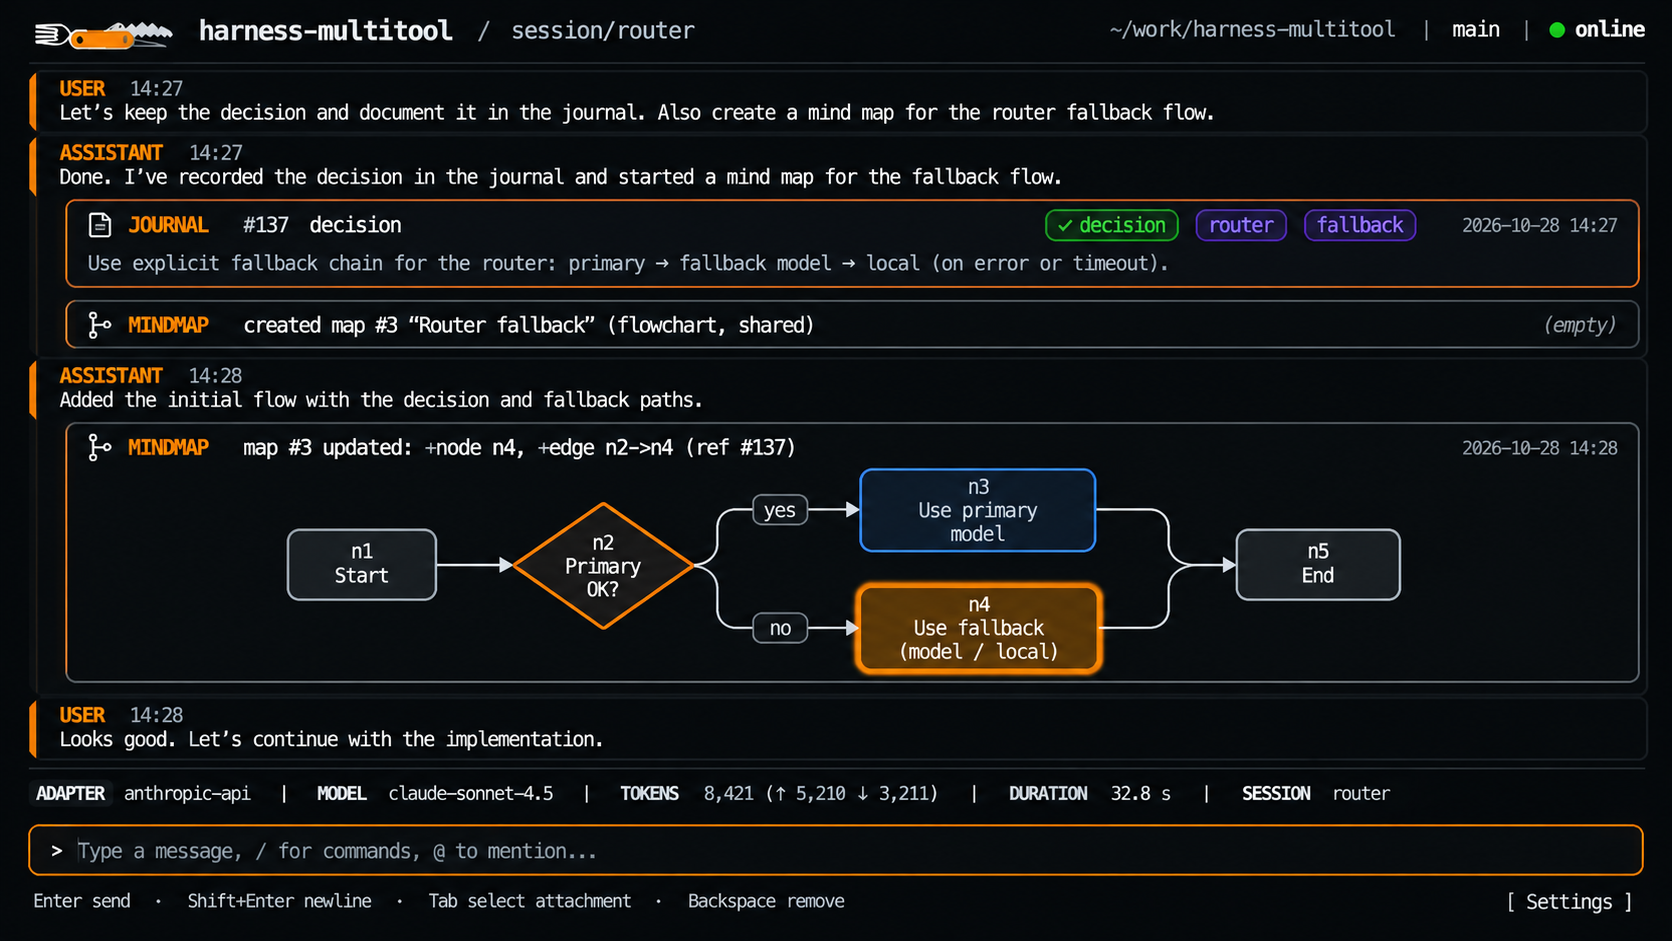 harness-multitool / session/router
~/work/harness-multitool | main | online
USER 14:27
Let’s keep the decision and document it in the journal. Also create a mind map for the router fallback flow.
ASSISTANT 14:27
Done. I’ve recorded the decision in the journal and started a mind map for the fallback flow.
JOURNAL #137 decision ✓ decision router fallback 2026-10-28 14:27
Use explicit fallback chain for the router: primary → fallback model → local (on error or timeout).
MINDMAP created map #3 “Router fallback” (flowchart, shared) (empty)
ASSISTANT 14:28
Added the initial flow with the decision and fallback paths.
MINDMAP map #3 updated: +node n4, +edge n2->n4 (ref #137) 2026-10-28 14:28
n1
Start
n2
Primary
OK?
yes
n3
Use primary
model
no
n4
Use fallback
(model / local)
n5
End
USER 14:28
Looks good. Let’s continue with the implementation.
ADAPTER anthropic-api | MODEL claude-sonnet-4.5 | TOKENS 8,421 (↑ 5,210 ↓ 3,211) | DURATION 32.8 s | SESSION router
> Type a message, / for commands, @ to mention...
Enter send · Shift+Enter newline · Tab select attachment · Backspace remove [ Settings ]